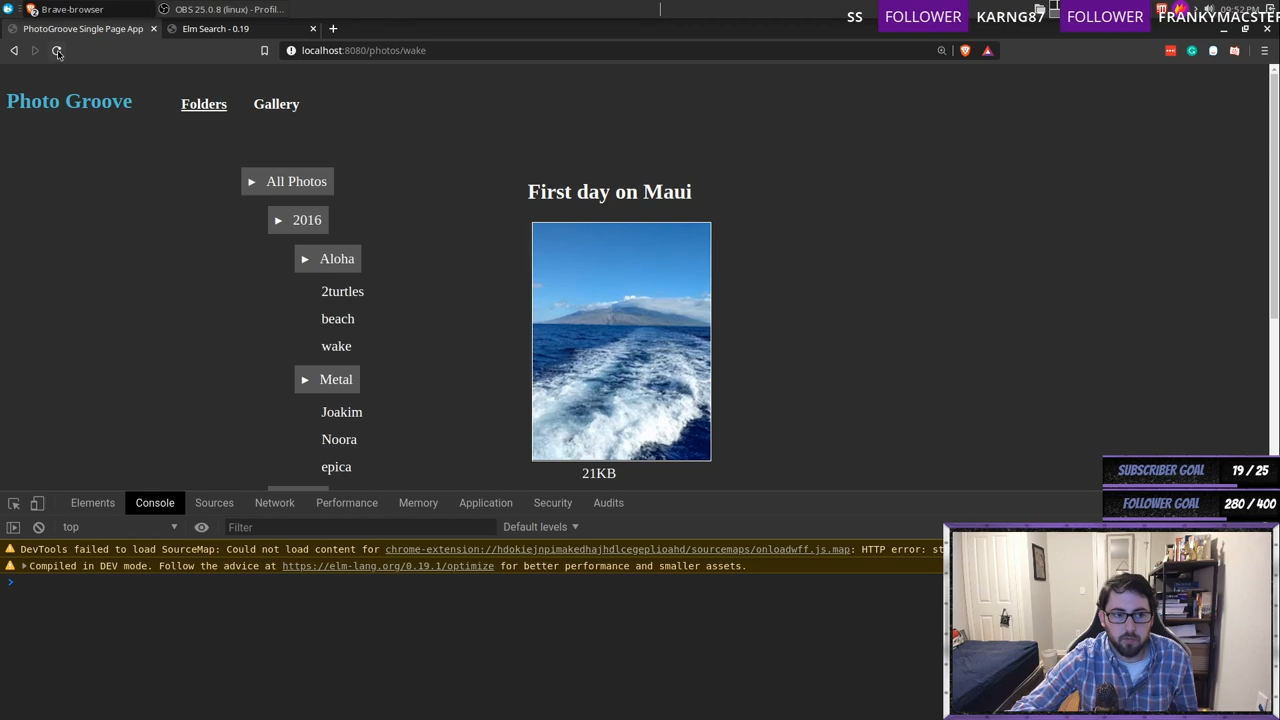 Brave-browser
OBS 25.0.8 (linux) - Profil...
09:52 PM
SS FOLLOWER KARNG87 FOLLOWER FRANKYMACSTER
PhotoGroove Single Page App
Elm Search - 0.19
localhost:8080/photos/wake
Photo Groove
Folders
Gallery
All Photos
2016
Aloha
2turtles
beach
wake
Metal
Joakim
Noora
epica
First day on Maui
21KB
SUBSCRIBER GOAL 19 / 25
FOLLOWER GOAL 280 / 400
Elements Console Sources Network Performance Memory Application Security Audits
top Filter Default levels
DevTools failed to load SourceMap: Could not load content for chrome-extension://hdokiejnpimakedhajhdlcegeplioahd/sourcemaps/onloadwff.js.map: HTTP error: st
Compiled in DEV mode. Follow the advice at https://elm-lang.org/0.19.1/optimize for better performance and smaller assets.